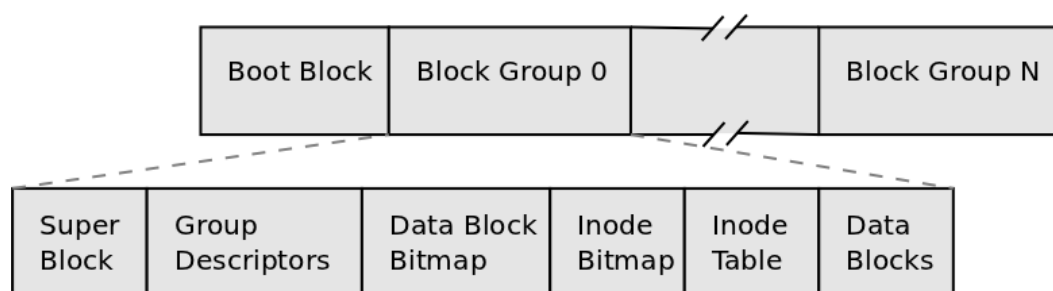 Boot Block
Block Group 0
Block Group N
Super
Block
Group
Descriptors
Data Block
Bitmap
Inode
Bitmap
Inode
Table
Data
Blocks